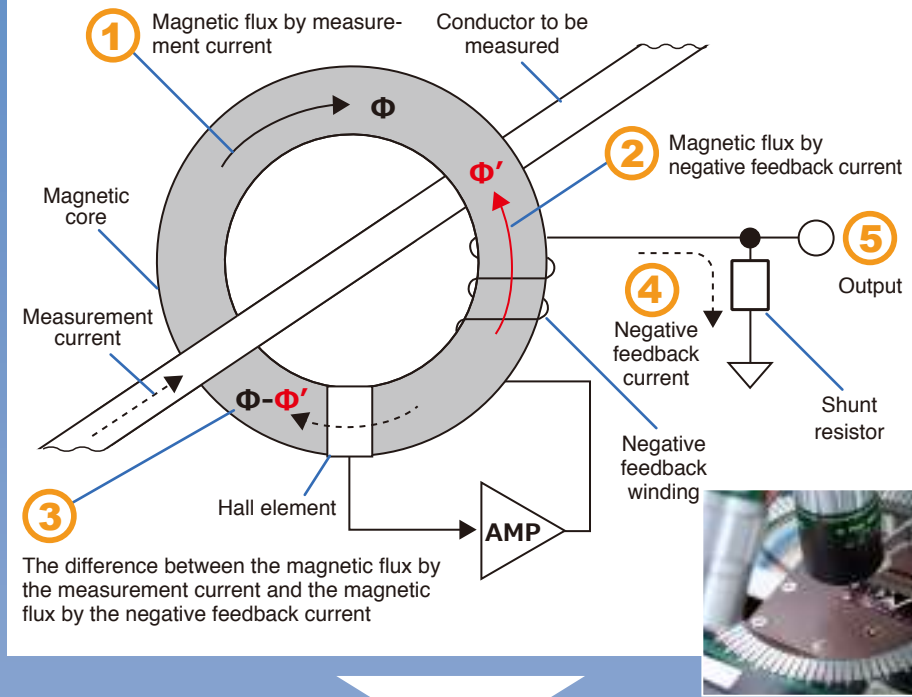 1
Magnetic flux by measure-
ment current
Conductor to be
measured
Φ
2
Magnetic flux by
negative feedback current
Φ′
Magnetic
core
5
Output
4
Negative
feedback
current
Measurement
current
Φ-Φ′
Shunt
resistor
Negative
feedback
winding
Hall element
3
AMP
The difference between the magnetic flux by
the measurement current and the magnetic
flux by the negative feedback current